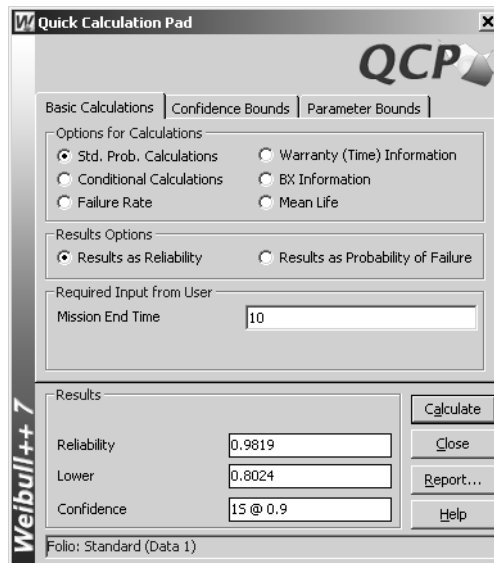 Quick Calculation Pad
QCP
Basic Calculations Confidence Bounds Parameter Bounds
Options for Calculations
Std. Prob. Calculations Warranty (Time) Information
Conditional Calculations BX Information
Failure Rate Mean Life
Results Options
Results as Reliability Results as Probability of Failure
Required Input from User
Mission End Time 10
Results
Calculate
Reliability 0.9819
Close
Lower 0.8024
Report...
Confidence 1S @ 0.9
Help
Weibull++ 7
Folio: Standard (Data 1)